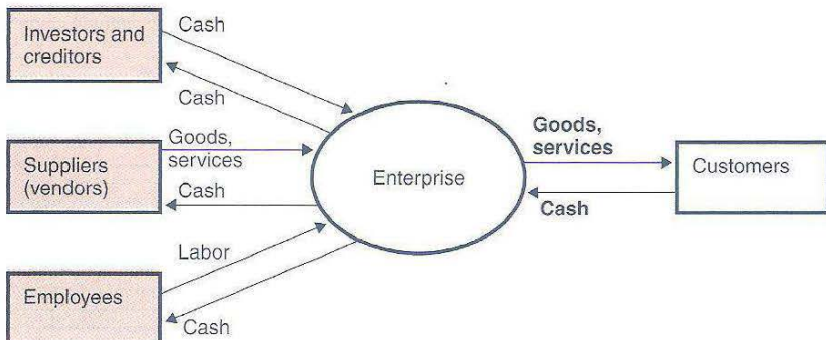 Investors and
creditors
Cash
Cash
Suppliers
(vendors)
Goods,
services
Cash
Employees
Labor
Cash
Enterprise
Goods,
services
Cash
Customers